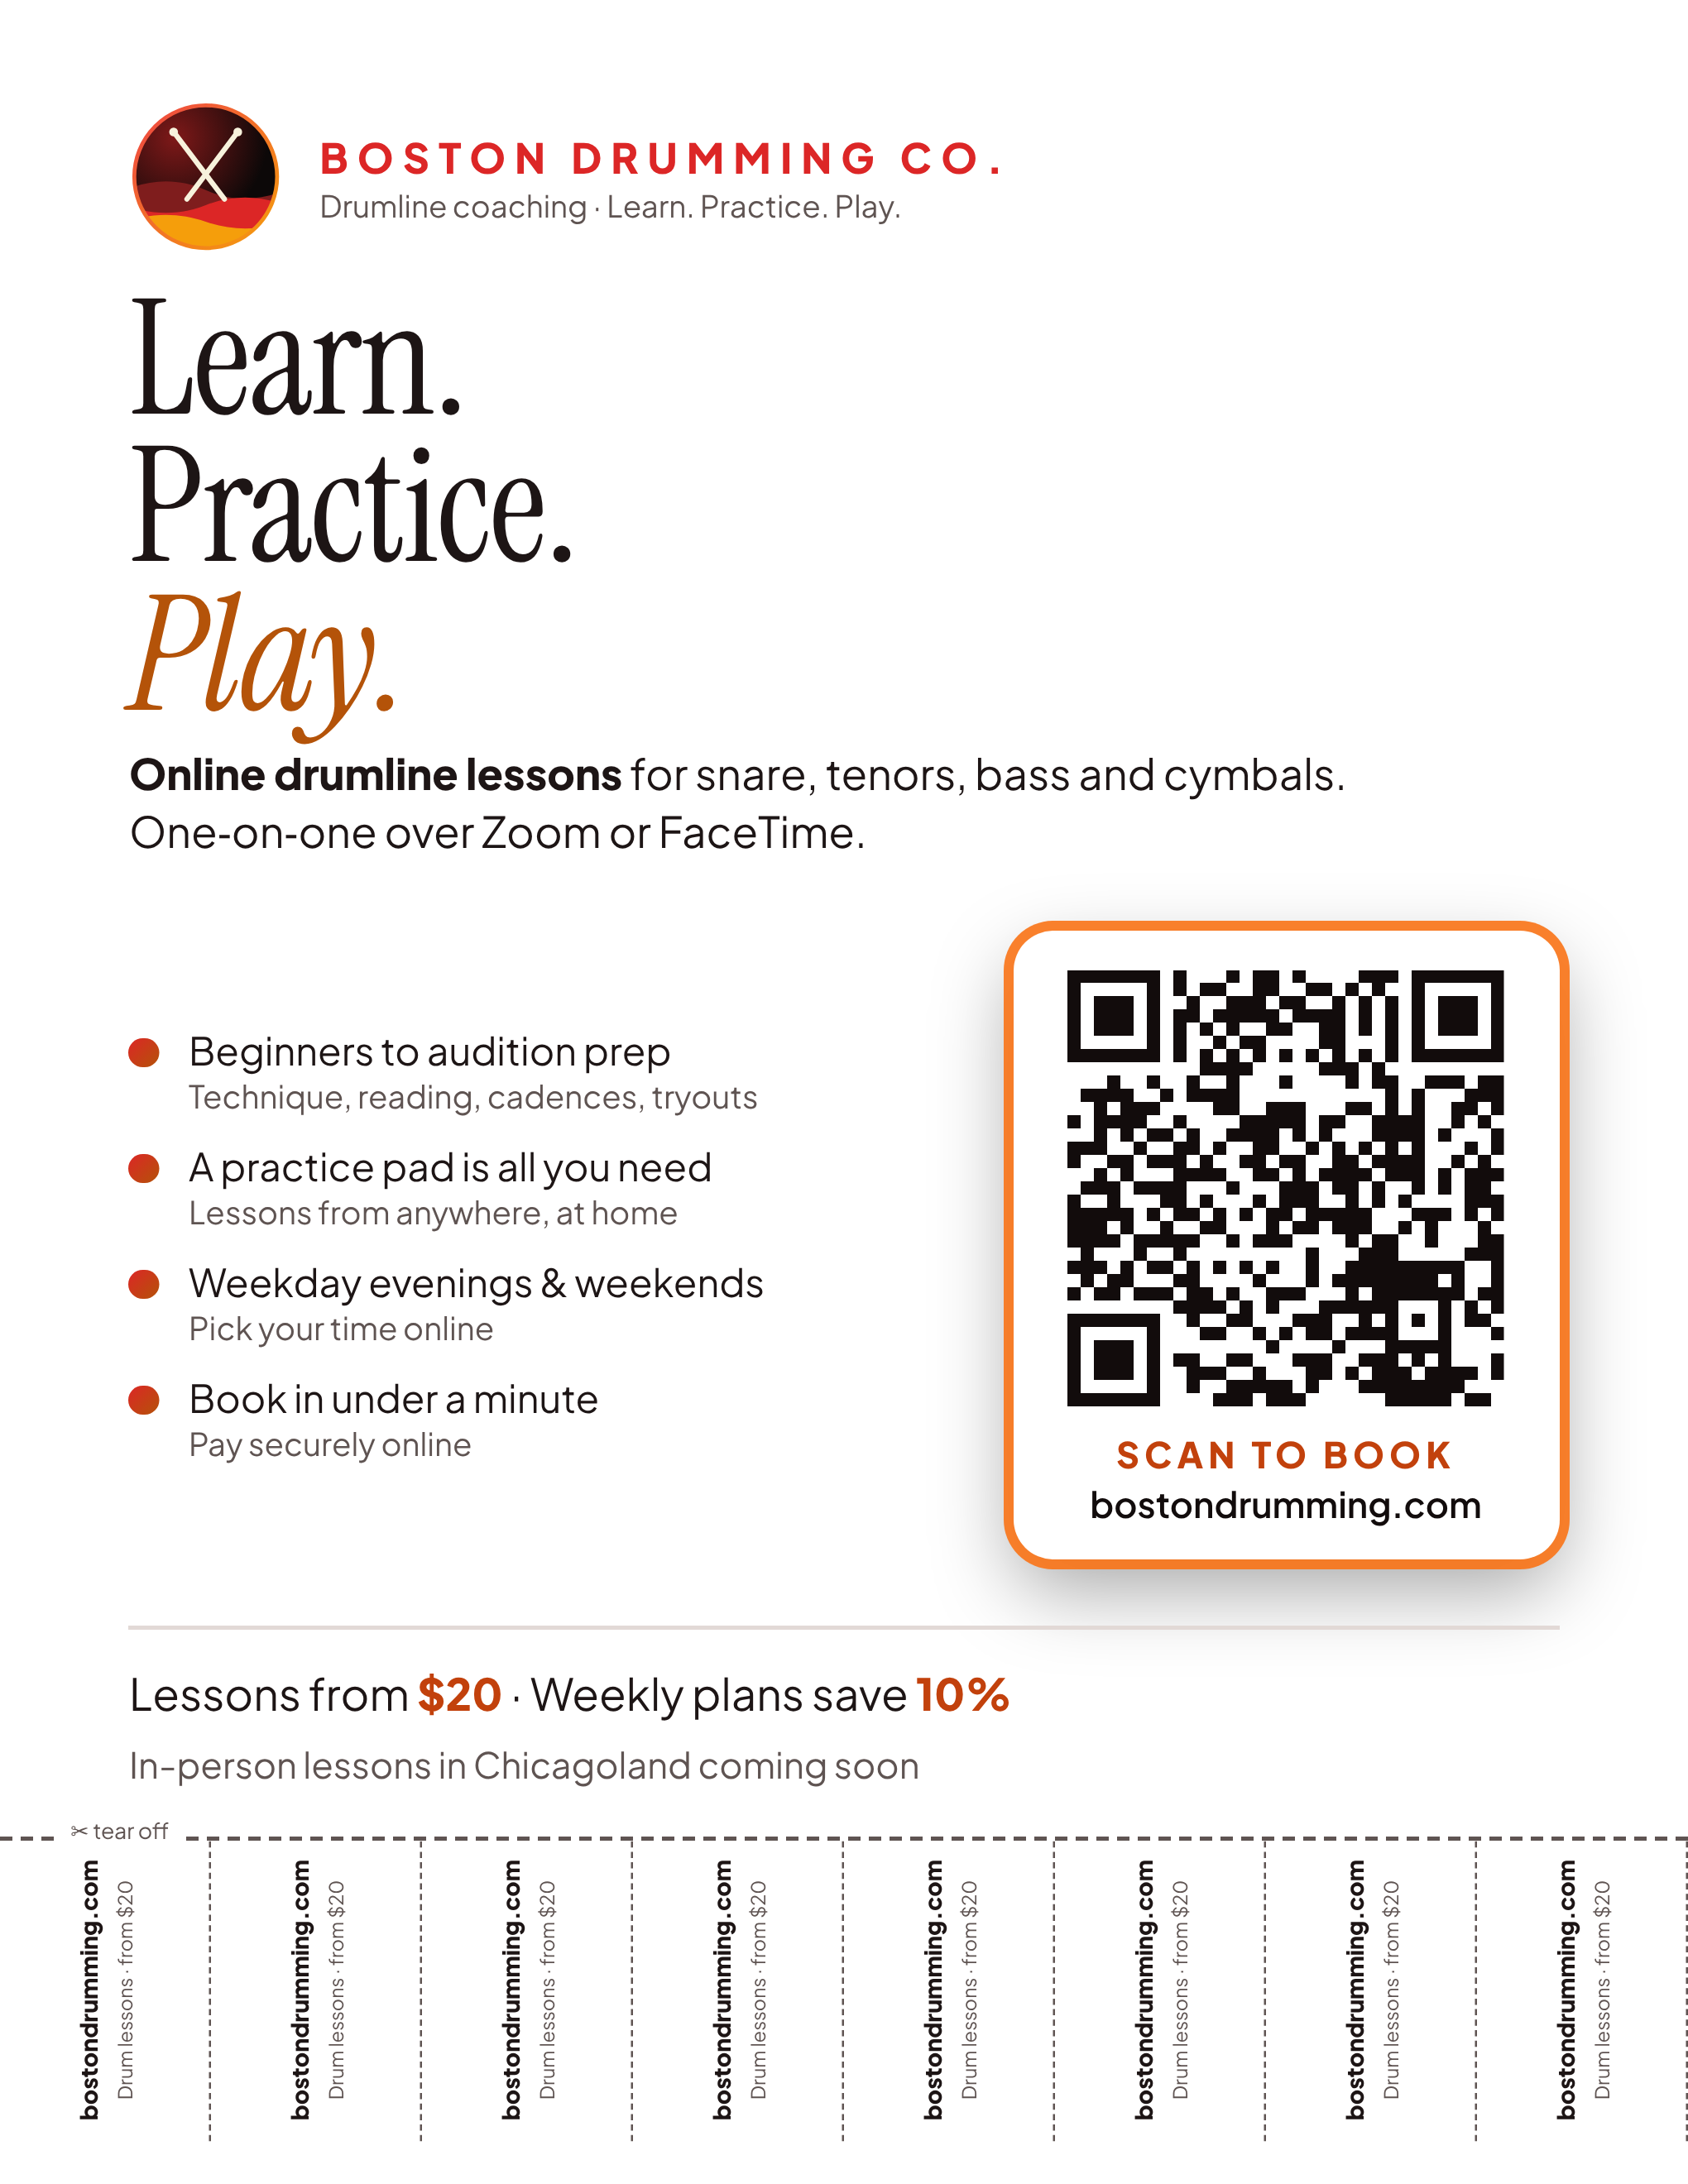 BOSTON DRUMMING CO.
Drumline coaching · Learn. Practice. Play.
Learn.
Practice.
Play.
Online drumline lessons for snare, tenors, bass and cymbals.
One-on-one over Zoom or FaceTime.
Beginners to audition prep
Technique, reading, cadences, tryouts
A practice pad is all you need
Lessons from anywhere, at home
Weekday evenings & weekends
Pick your time online
Book in under a minute
Pay securely online
SCAN TO BOOK
bostondrumming.com
Lessons from $20 · Weekly plans save 10%
In-person lessons in Chicagoland coming soon
✂ tear off
bostondrumming.com
Drum lessons · from $20
bostondrumming.com
Drum lessons · from $20
bostondrumming.com
Drum lessons · from $20
bostondrumming.com
Drum lessons · from $20
bostondrumming.com
Drum lessons · from $20
bostondrumming.com
Drum lessons · from $20
bostondrumming.com
Drum lessons · from $20
bostondrumming.com
Drum lessons · from $20